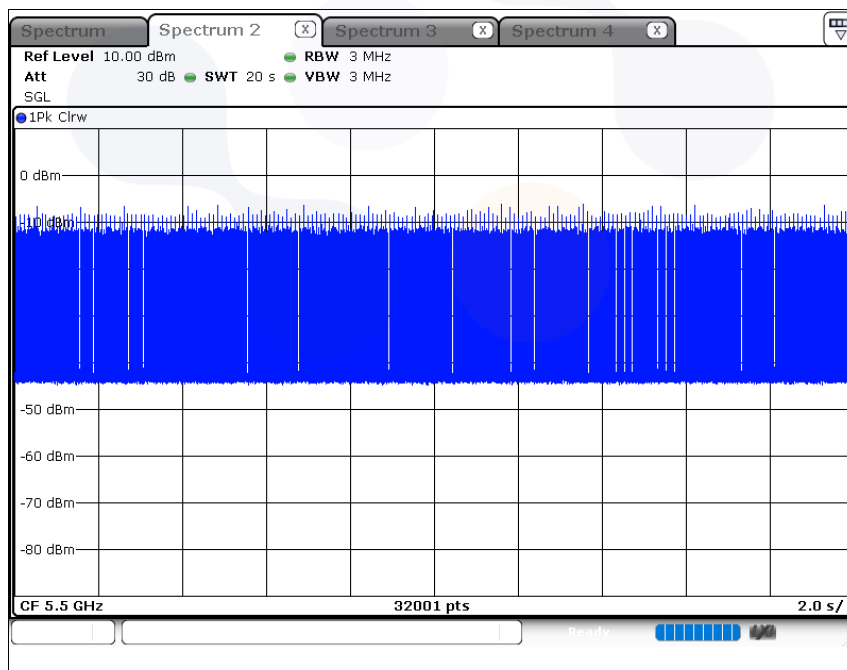 Spectrum Spectrum 2 X Spectrum 3 X Spectrum 4 X
Ref Level 10.00 dBm RBW 3 MHz
Att 30 dB SWT 20 s VBW 3 MHz
SGL
1Pk Clrw
0 dBm
-10 dBm
-50 dBm
-60 dBm
-70 dBm
-80 dBm
CF 5.5 GHz 32001 pts 2.0 s/
Ready